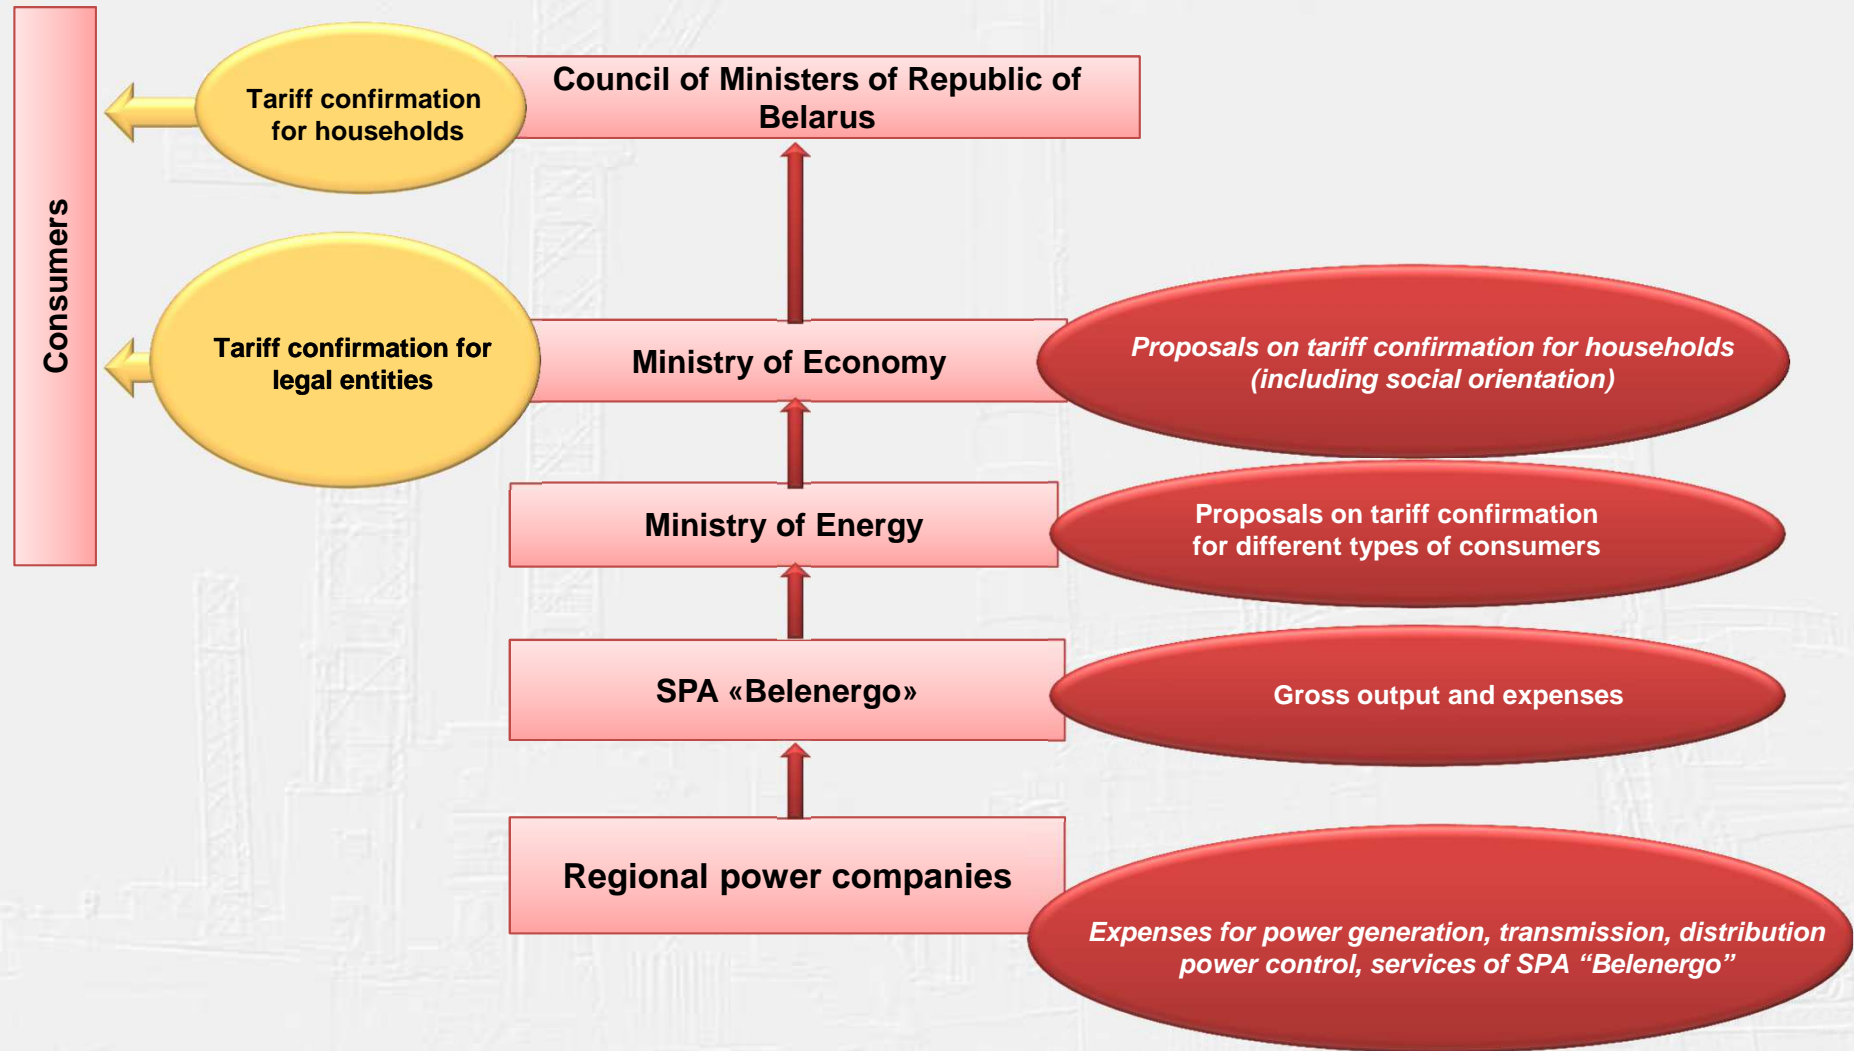 Consumers
Tariff confirmation
for households
Council of Ministers of Republic of
Belarus
Tariff confirmation for
legal entities
Ministry of Economy
Proposals on tariff confirmation for households
(including social orientation)
Ministry of Energy
Proposals on tariff confirmation
for different types of consumers
SPA «Belenergo»
Gross output and expenses
Regional power companies
Expenses for power generation, transmission, distribution
power control, services of SPA “Belenergo”